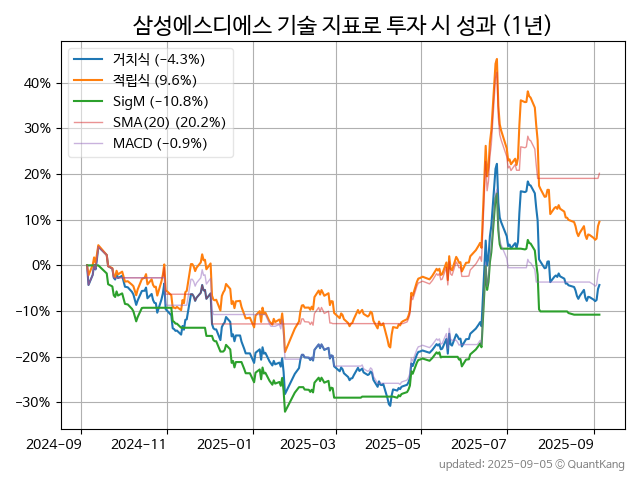 삼성에스디에스 기술 지표로 투자 시 성과 (1년)
거치식 (−4.3%)
적립식 (9.6%)
SigM (−10.8%)
SMA(20) (20.2%)
MACD (−0.9%)
40%
30%
20%
10%
0%
−10%
−20%
−30%
2024-09 2024-11 2025-01 2025-03 2025-05 2025-07 2025-09
updated: 2025-09-05 © QuantKang